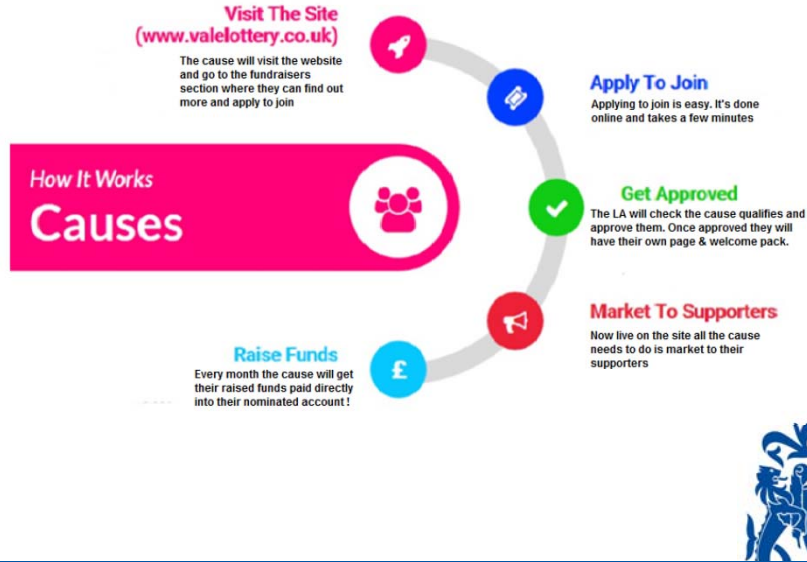 Visit The Site
(www.valelottery.co.uk)
The cause will visit the website
and go to the fundraisers
section where they can find out
more and apply to join
Apply To Join
Applying to join is easy. It's done
online and takes a few minutes
How It Works
Causes
Get Approved
The LA will check the cause qualifies and
approve them. Once approved they will
have their own page & welcome pack.
Market To Supporters
Now live on the site all the cause
needs to do is market to their
supporters
Raise Funds
Every month the cause will get
their raised funds paid directly
into their nominated account !
£